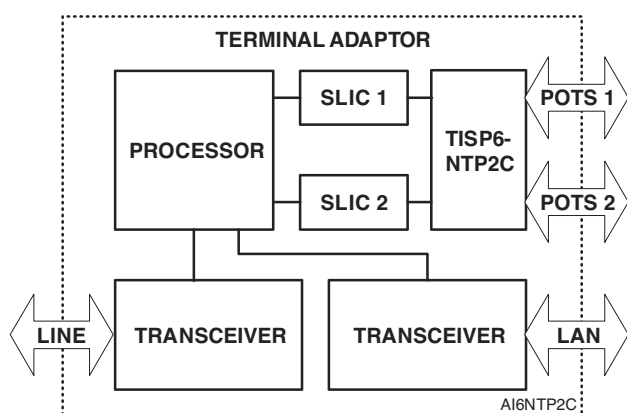 TERMINAL ADAPTOR
PROCESSOR
SLIC 1
SLIC 2
TISP6-
NTP2C
POTS 1
POTS 2
LINE
TRANSCEIVER
TRANSCEIVER
LAN
AI6NTP2C